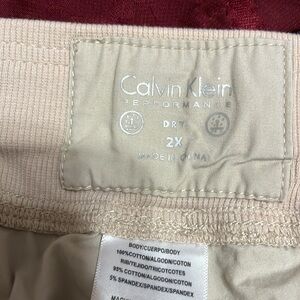 Calvin Klein
PERFORMANCE
DRY
2X
MADE IN CHINA
BODY/CUERPO/BODY
100%COTTON/ALGODON/COTON
RIB/TEJIDO/TRICOTCOTES
95% COTTON/ALGODON/COTON
5% SPANDEX/SPANDEX/SPANDEX